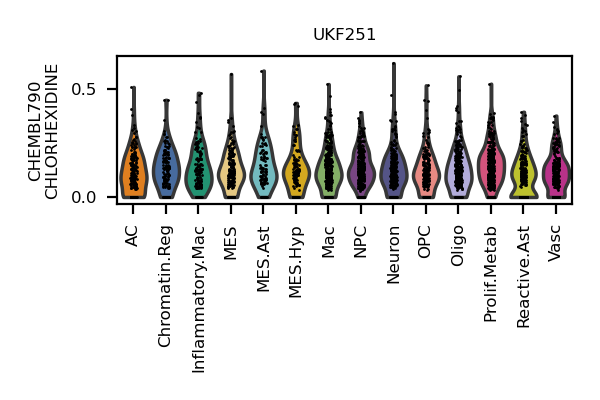 UKF251
CHEMBL790
CHLORHEXIDINE
0.5
0.0
AC
Chromatin.Reg
Inflammatory.Mac
MES
MES.Ast
MES.Hyp
Mac
NPC
Neuron
OPC
Oligo
Prolif.Metab
Reactive.Ast
Vasc